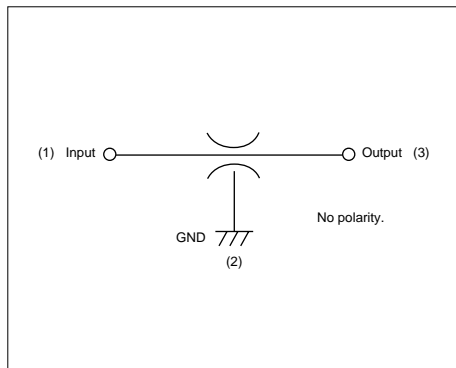 (1) Input Output (3)
No polarity.
GND
(2)